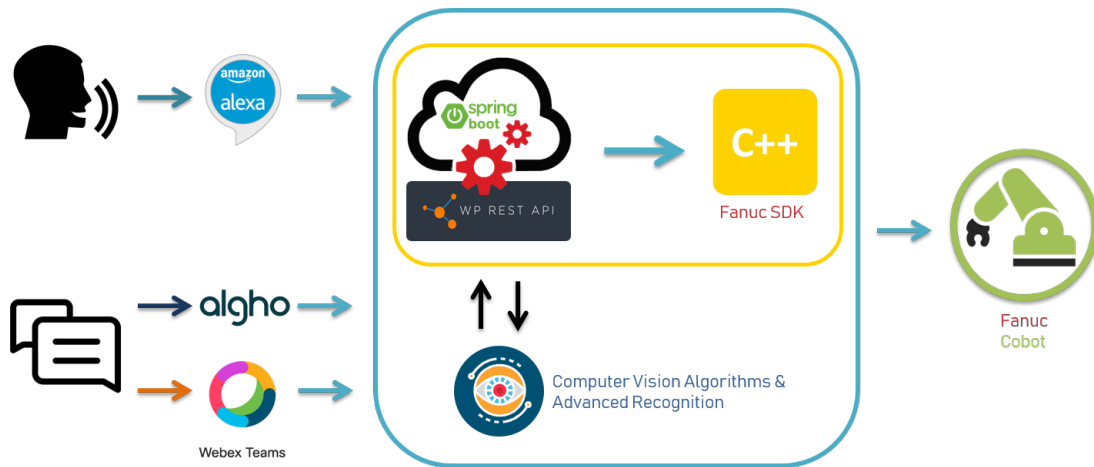 amazon
alexa
spring
boot
WP REST API
C++
Fanuc SDK
algho
Webex Teams
Computer Vision Algorithms &
Advanced Recognition
Fanuc
Cobot